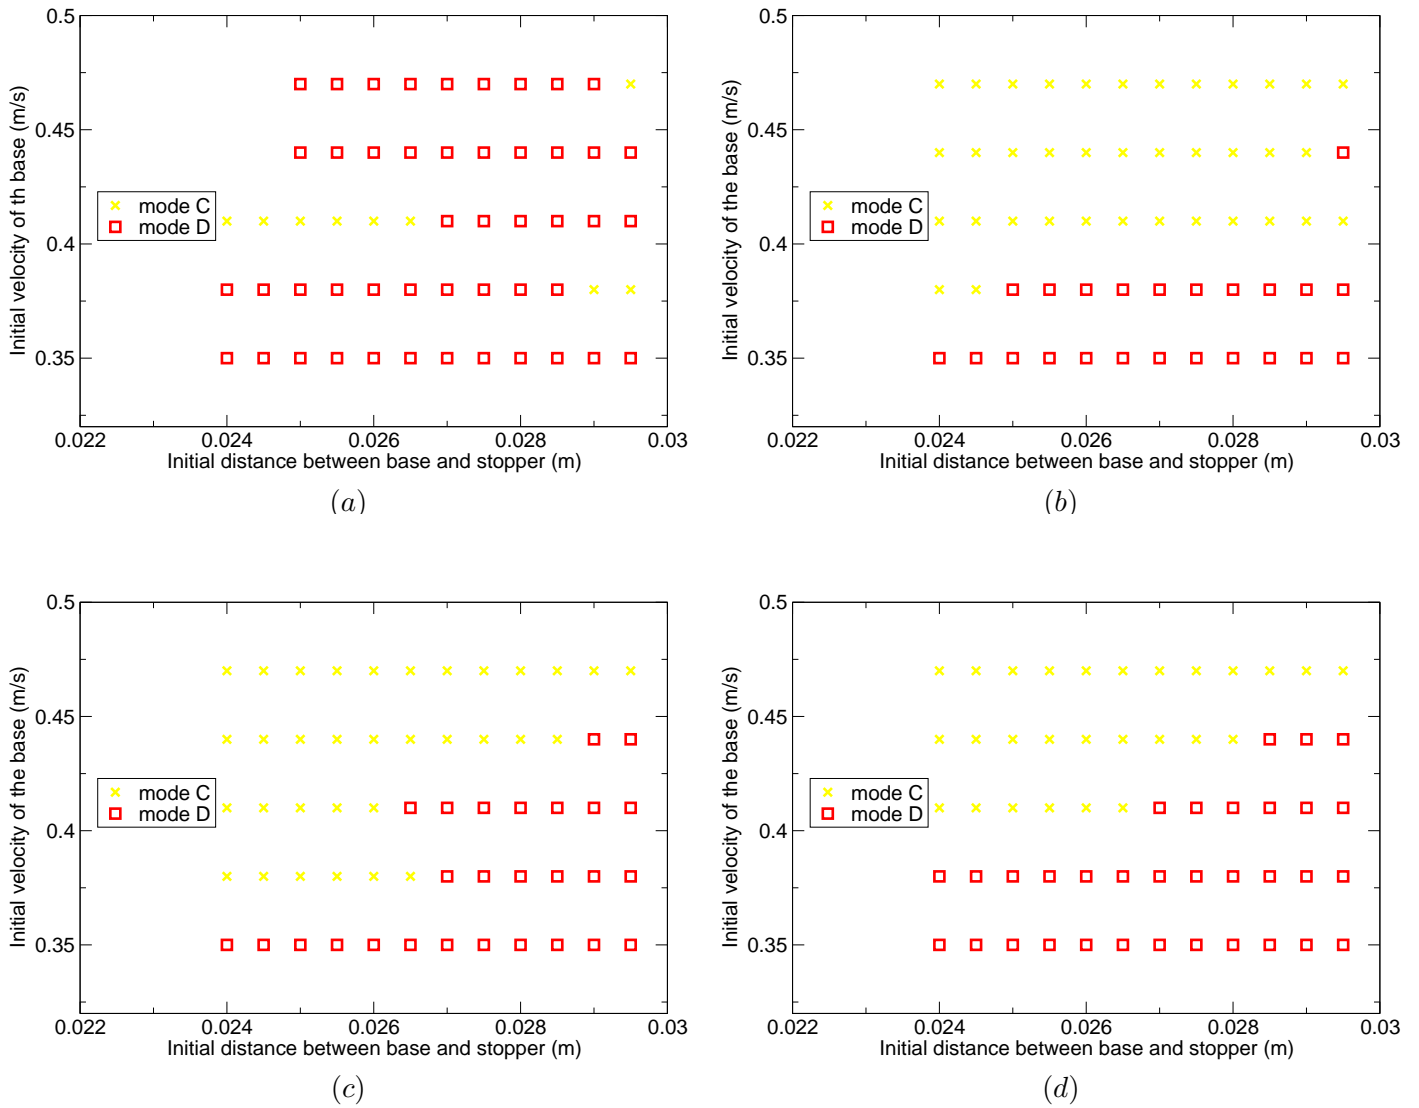 0.5
0.45
0.4
0.35
0.022
0.024
0.026
0.028
0.03
Initial velocity of th base (m/s)
mode C
mode D
Initial distance between base and stopper (m)
(a)
0.5
0.45
0.4
0.35
0.022
0.024
0.026
0.028
0.03
Initial velocity of the base (m/s)
mode C
mode D
Initial distance between base and stopper (m)
(b)
0.5
0.45
0.4
0.35
0.022
0.024
0.026
0.028
0.03
Initial velocity of the base (m/s)
mode C
mode D
Initial distance between base and stopper (m)
(c)
0.5
0.45
0.4
0.35
0.022
0.024
0.026
0.028
0.03
Initial velocity of the base (m/s)
mode C
mode D
Initial distance between base and stopper (m)
(d)